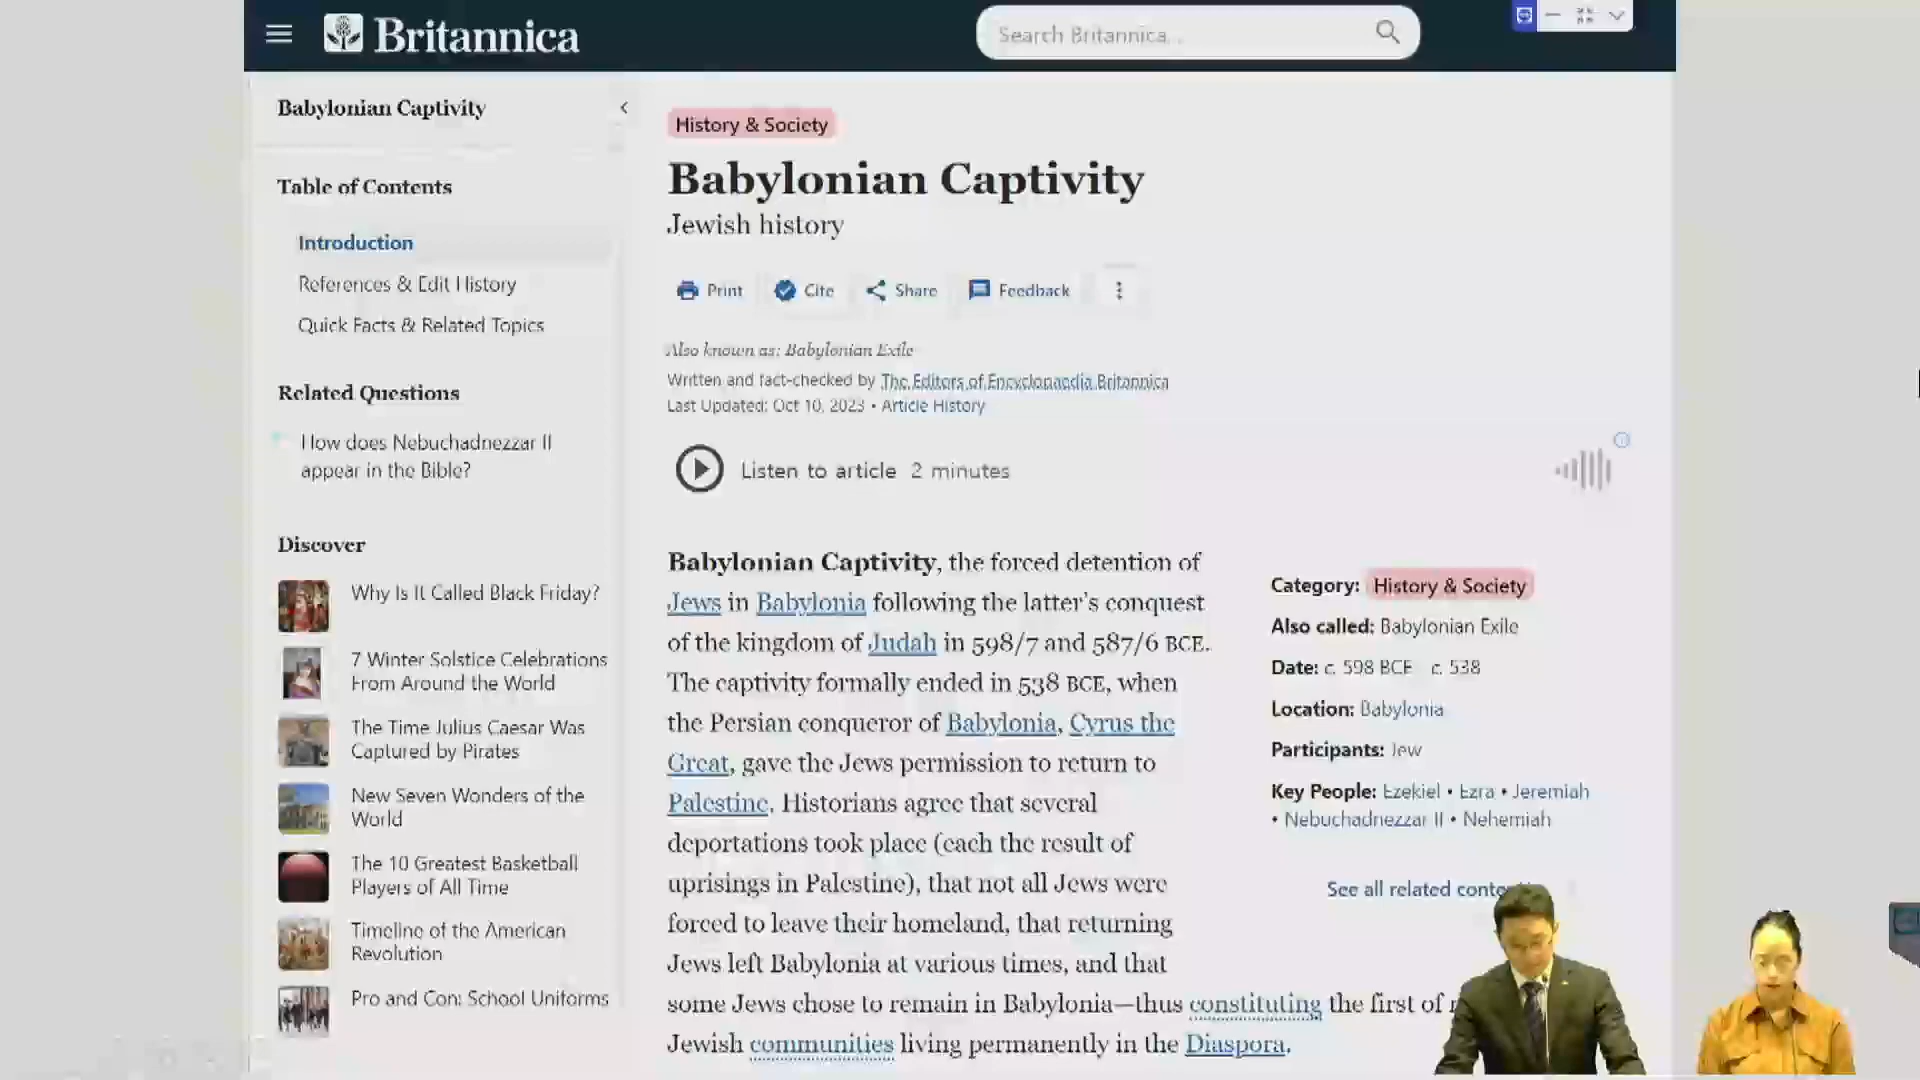 Britannica
Search Britannica...
Babylonian Captivity
Table of Contents
Introduction
References & Edit History
Quick Facts & Related Topics
Related Questions
How does Nebuchadnezzar II
appear in the Bible?
Discover
Why Is It Called Black Friday?
7 Winter Solstice Celebrations
From Around the World
The Time Julius Caesar Was
Captured by Pirates
New Seven Wonders of the
World
The 10 Greatest Basketball
Players of All Time
Timeline of the American
Revolution
Pro and Con: School Uniforms
History & Society
Babylonian Captivity
Jewish history
Print Cite Share Feedback
Also known as: Babylonian Exile
Written and fact-checked by The Editors of Encyclopaedia Britannica
Last Updated: Oct 10, 2023 • Article History
Listen to article 2 minutes
Babylonian Captivity, the forced detention of
Jews in Babylonia following the latter's conquest
of the kingdom of Judah in 598/7 and 587/6 BCE.
The captivity formally ended in 538 BCE, when
the Persian conqueror of Babylonia, Cyrus the
Great, gave the Jews permission to return to
Palestine. Historians agree that several
deportations took place (each the result of
uprisings in Palestine), that not all Jews were
forced to leave their homeland, that returning
Jews left Babylonia at various times, and that
some Jews chose to remain in Babylonia—thus constituting the first of
Jewish communities living permanently in the Diaspora.
Category: History & Society
Also called: Babylonian Exile
Date: c. 598 BCE c. 538
Location: Babylonia
Participants: Jew
Key People: Ezekiel • Ezra • Jeremiah
• Nebuchadnezzar II • Nehemiah
See all related conte